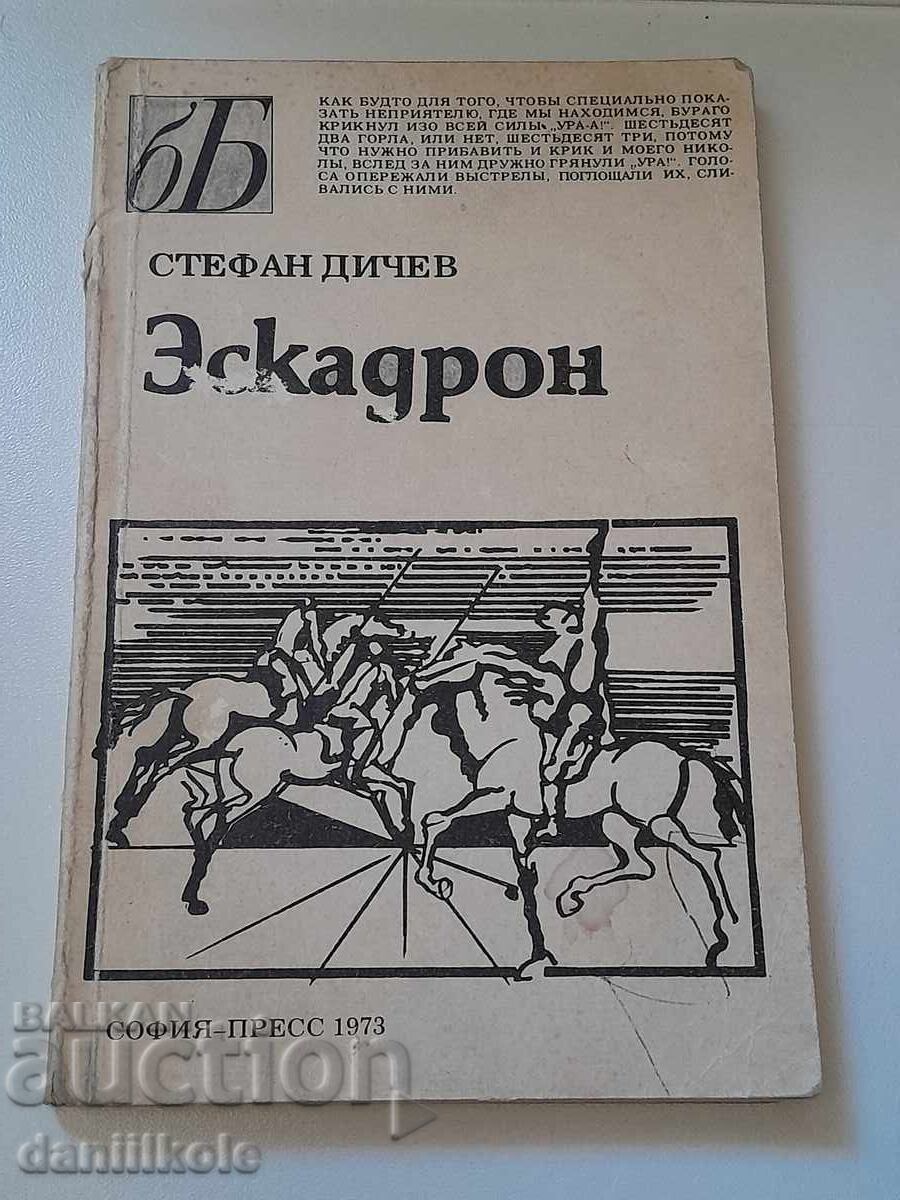 бБ
КАК БУДТО ДЛЯ ТОГО, ЧТОБЫ СПЕЦИАЛЬНО ПОКА-
ЗАТЬ НЕПРИЯТЕЛЮ, ГДЕ МЫ НАХОДИМСЯ, БУРАГО
КРИКНУЛ ИЗО ВСЕЙ СИЛЫ: „УРА-А!". ШЕСТЬДЕСЯТ
ДВА ГОРЛА, ИЛИ НЕТ, ШЕСТЬДЕСЯТ ТРИ, ПОТОМУ
ЧТО НУЖНО ПРИБАВИТЬ И КРИК И МОЕГО НИКО-
ЛЫ, ВСЛЕД ЗА НИМ ДРУЖНО ГРЯНУЛИ „УРА!". ГОЛО-
СА ОПЕРЕЖАЛИ ВЫСТРЕЛЫ, ПОГЛОЩАЛИ ИХ, СЛИ-
ВАЛИСЬ С НИМИ.
СТЕФАН ДИЧЕВ
Эскадрон
СОФИЯ–ПРЕСС 1973
BALKAN
auction
daniilkole